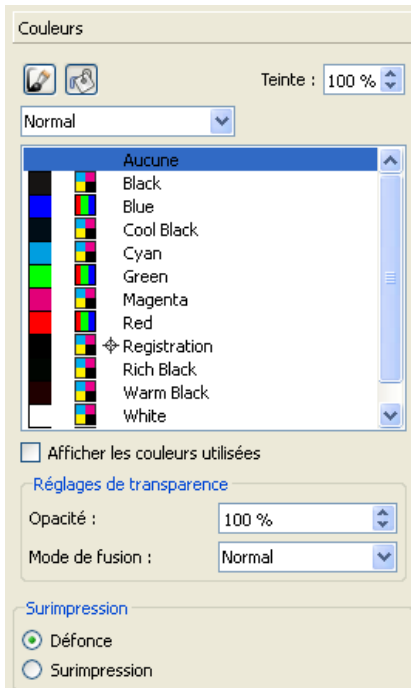 Couleurs
Teinte : 100 %
Normal
Aucune
Black
Blue
Cool Black
Cyan
Green
Magenta
Red
Registration
Rich Black
Warm Black
White
Afficher les couleurs utilisées
Réglages de transparence
Opacité : 100 %
Mode de fusion : Normal
Surimpression
Défonce
Surimpression